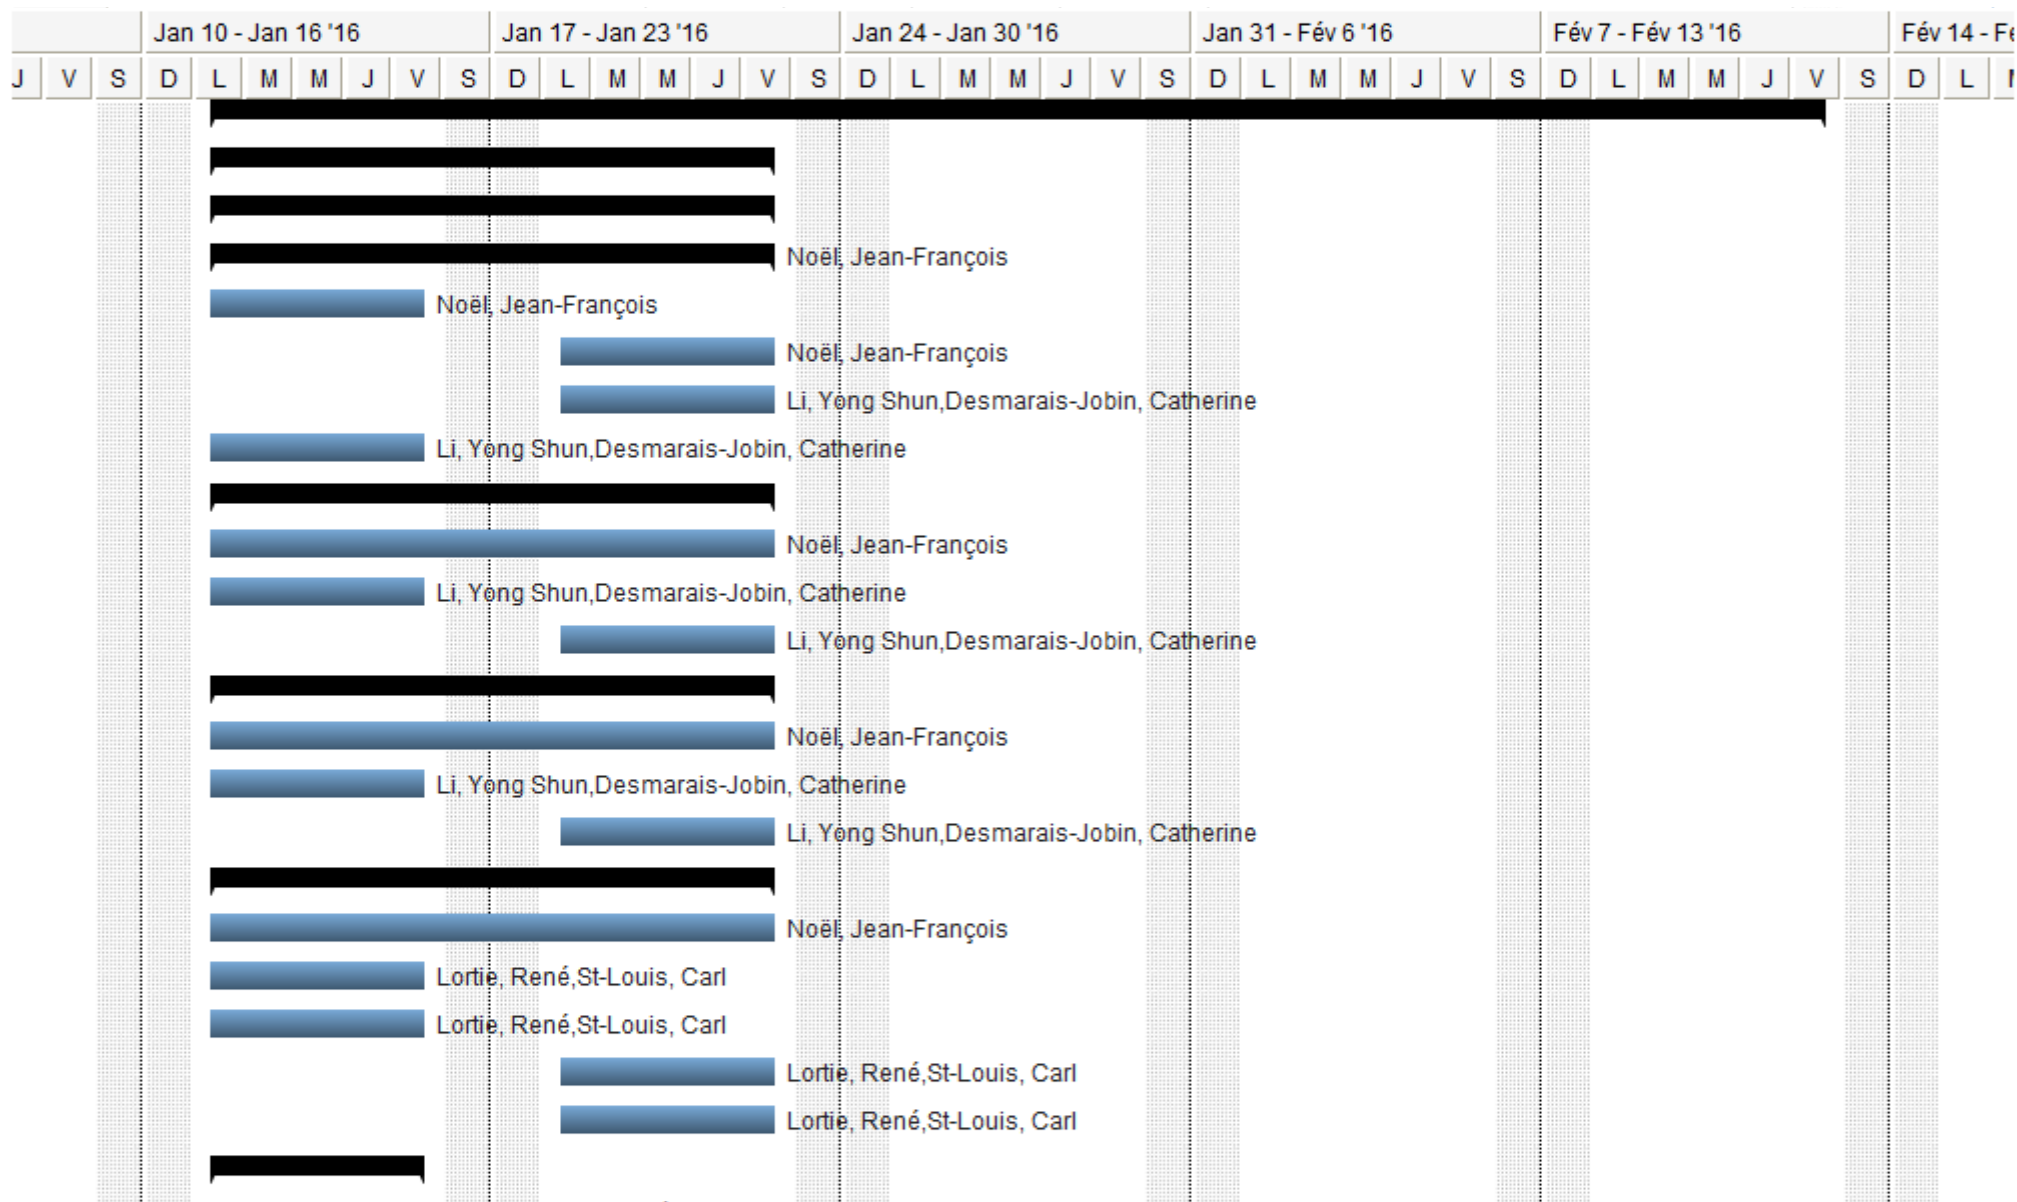 Jan 10 - Jan 16 '16 Jan 17 - Jan 23 '16 Jan 24 - Jan 30 '16 Jan 31 - Fév 6 '16 Fév 7 - Fév 13 '16 Fév 14 -
J V S D L M M J V S D L M M J V S D L M M J V S D L M M J V S D L M M J V S D L
Noël, Jean-François
Noël, Jean-François
Noël, Jean-François
Li, Yong Shun,Desmarais-Jobin, Catherine
Li, Yong Shun,Desmarais-Jobin, Catherine
Noël, Jean-François
Li, Yong Shun,Desmarais-Jobin, Catherine
Li, Yong Shun,Desmarais-Jobin, Catherine
Noël, Jean-François
Li, Yong Shun,Desmarais-Jobin, Catherine
Li, Yong Shun,Desmarais-Jobin, Catherine
Noël, Jean-François
Lortie, René,St-Louis, Carl
Lortie, René,St-Louis, Carl
Lortie, René,St-Louis, Carl
Lortie, René,St-Louis, Carl